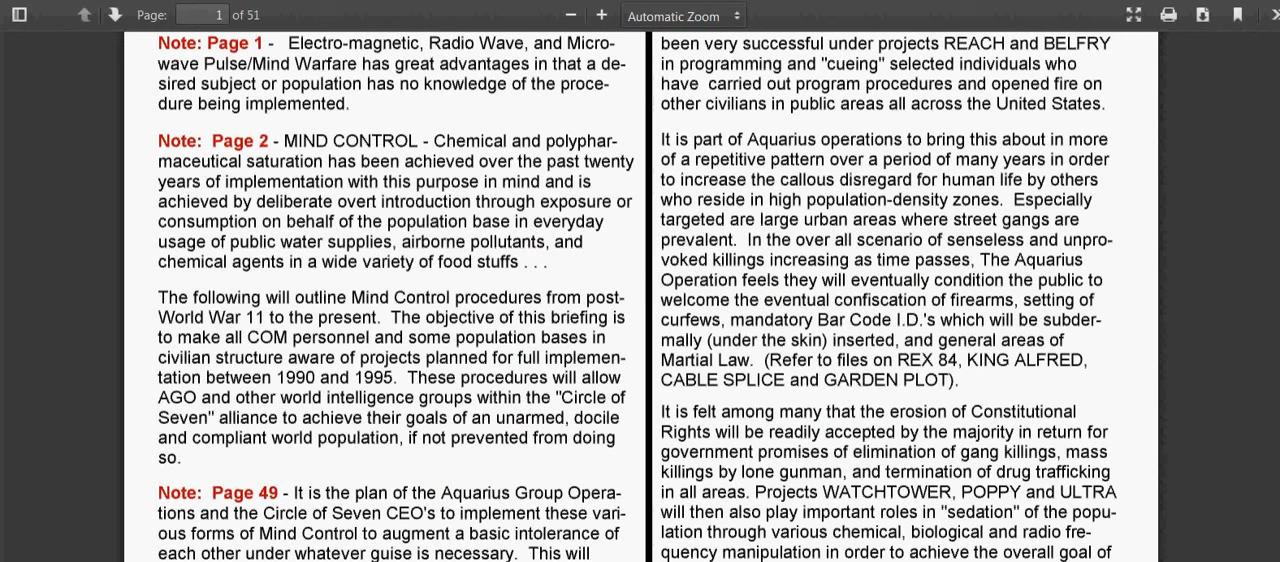 Page: 1 of 51
Automatic Zoom
Note: Page 1 - Electro-magnetic, Radio Wave, and Micro-
wave Pulse/Mind Warfare has great advantages in that a de-
sired subject or population has no knowledge of the proce-
dure being implemented.
Note: Page 2 - MIND CONTROL - Chemical and polyphar-
maceutical saturation has been achieved over the past twenty
years of implementation with this purpose in mind and is
achieved by deliberate overt introduction through exposure or
consumption on behalf of the population base in everyday
usage of public water supplies, airborne pollutants, and
chemical agents in a wide variety of food stuffs . . .
The following will outline Mind Control procedures from post-
World War 11 to the present. The objective of this briefing is
to make all COM personnel and some population bases in
civilian structure aware of projects planned for full implemen-
tation between 1990 and 1995. These procedures will allow
AGO and other world intelligence groups within the "Circle of
Seven" alliance to achieve their goals of an unarmed, docile
and compliant world population, if not prevented from doing
so.
Note: Page 49 - It is the plan of the Aquarius Group Opera-
tions and the Circle of Seven CEO's to implement these vari-
ous forms of Mind Control to augment a basic intolerance of
each other under whatever guise is necessary. This will
been very successful under projects REACH and BELFRY
in programming and "cueing" selected individuals who
have carried out program procedures and opened fire on
other civilians in public areas all across the United States.
It is part of Aquarius operations to bring this about in more
of a repetitive pattern over a period of many years in order
to increase the callous disregard for human life by others
who reside in high population-density zones. Especially
targeted are large urban areas where street gangs are
prevalent. In the over all scenario of senseless and unpro-
voked killings increasing as time passes, The Aquarius
Operation feels they will eventually condition the public to
welcome the eventual confiscation of firearms, setting of
curfews, mandatory Bar Code I.D.'s which will be subder-
mally (under the skin) inserted, and general areas of
Martial Law. (Refer to files on REX 84, KING ALFRED,
CABLE SPLICE and GARDEN PLOT).
It is felt among many that the erosion of Constitutional
Rights will be readily accepted by the majority in return for
government promises of elimination of gang killings, mass
killings by lone gunman, and termination of drug trafficking
in all areas. Projects WATCHTOWER, POPPY and ULTRA
will then also play important roles in "sedation" of the popu-
lation through various chemical, biological and radio fre-
quency manipulation in order to achieve the overall goal of